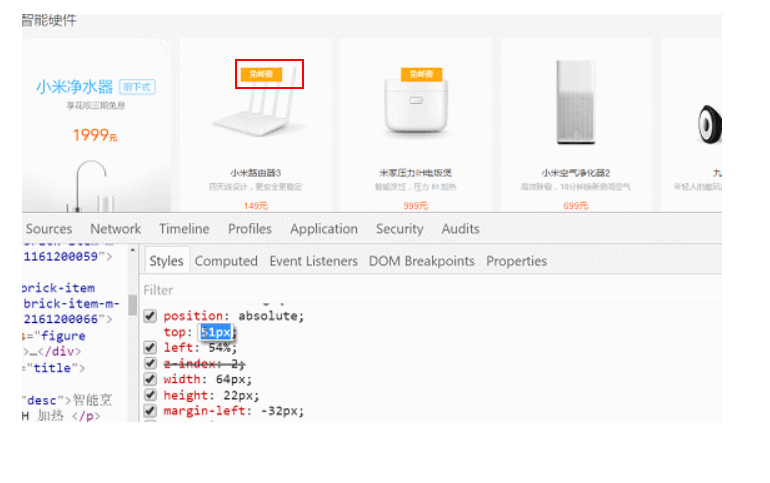 智能硬件
小米净水器 厨下式
享花呗三期免息
1999元
免邮费
小米路由器3
四天线设计，更安全更稳定
149元
免邮费
米家压力IH电饭煲
智能烹饪，压力 IH 加热
999元
小米空气净化器2
高效除霾，10分钟换新房间空气
699元
九
年轻人的酷玩
Sources Network Timeline Profiles Application Security Audits
brick-item-m-
1161200059">
brick-item
brick-item-m-
2161200066">
="figure
>…</div>
="title">
"desc">智能烹
H 加热 </p>
Styles Computed Event Listeners DOM Breakpoints Properties
Filter
position: absolute;
top: 51px;
left: 54%;
z-index: 2;
width: 64px;
height: 22px;
margin-left: -32px;